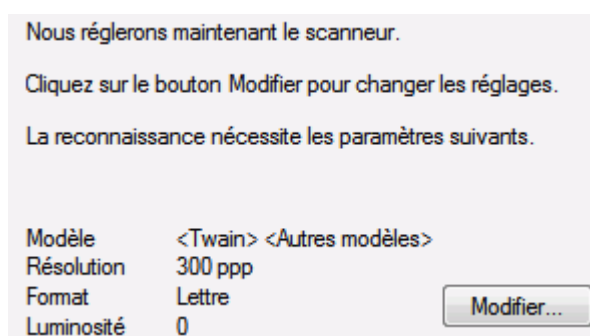 Nous réglerons maintenant le scanneur.
Cliquez sur le bouton Modifier pour changer les réglages.
La reconnaissance nécessite les paramètres suivants.
Modèle <Twain> <Autres modèles>
Résolution 300 ppp
Format Lettre
Modifier...
Luminosité 0